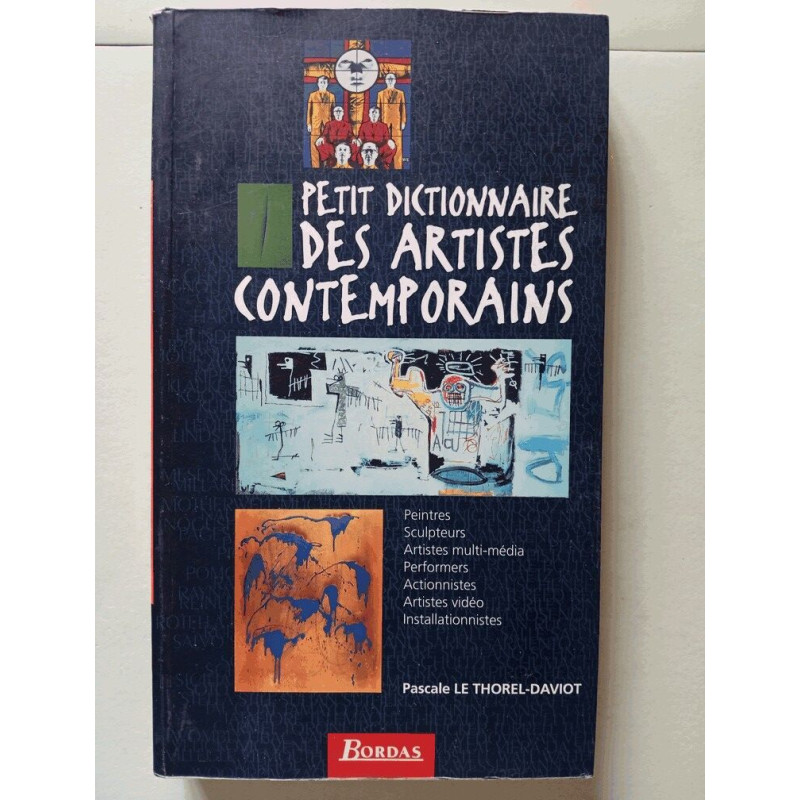 PETIT DICTIONNAIRE
DES ARTISTES
CONTEMPORAINS
Peintres
Sculpteurs
Artistes multi-média
Performers
Actionnistes
Artistes vidéo
Installationnistes
Pascale LE THOREL-DAVIOT
BORDAS